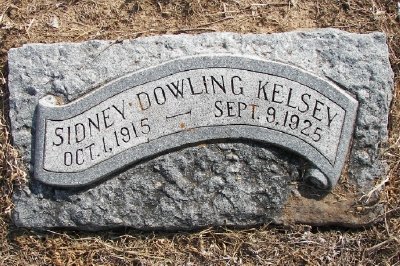 SIDNEY · DOWLING KELSEY
OCT. 1, 1915 — SEPT. 9, 1925